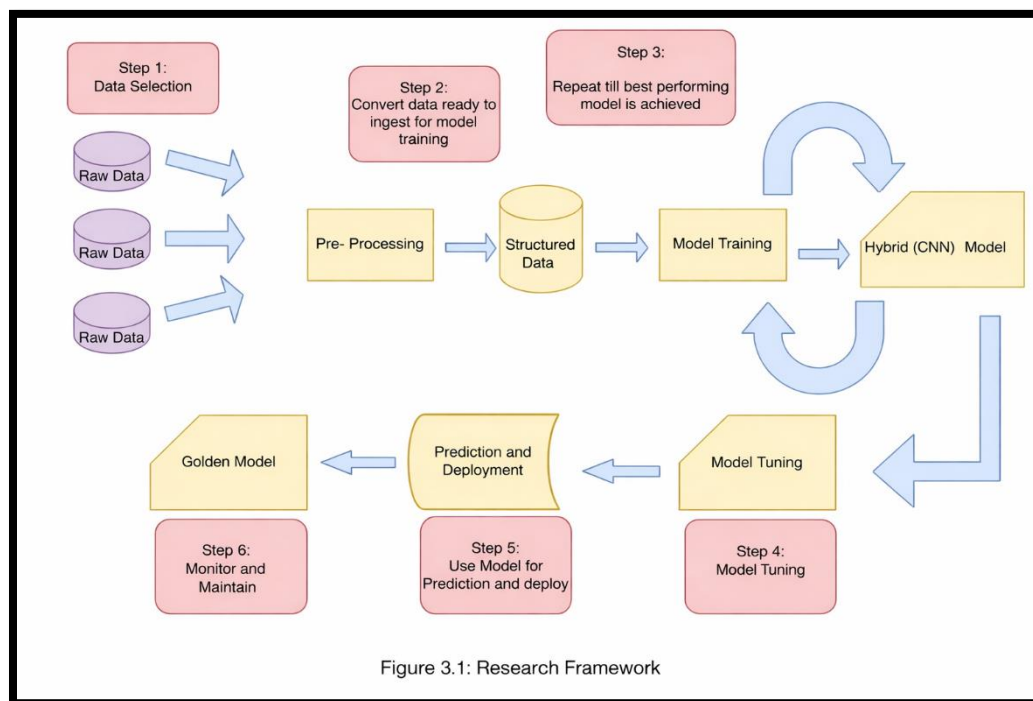 Step 1:
Data Selection
Step 2:
Convert data ready to
ingest for model
training
Step 3:
Repeat till best performing
model is achieved
Raw Data
Raw Data
Raw Data
Pre- Processing
Structured
Data
Model Training
Hybrid (CNN) Model
Golden Model
Prediction and
Deployment
Model Tuning
Step 6:
Monitor and
Maintain
Step 5:
Use Model for
Prediction and deploy
Step 4:
Model Tuning
Figure 3.1: Research Framework